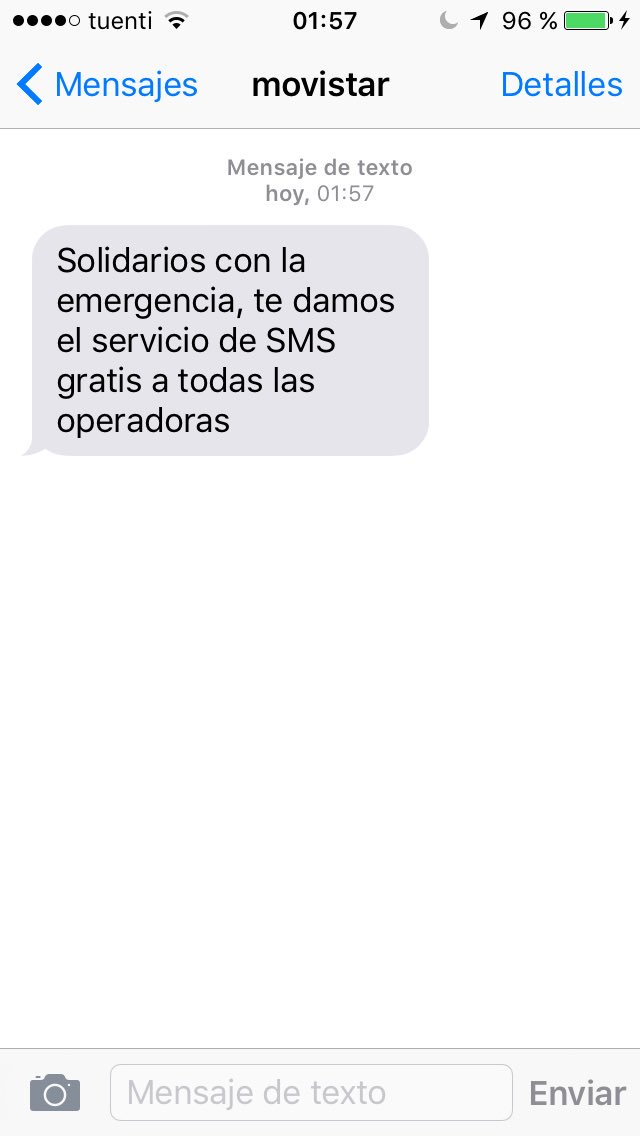 tuenti 01:57 96 %
Mensajes movistar Detalles
Mensaje de texto
hoy, 01:57
Solidarios con la
emergencia, te damos
el servicio de SMS
gratis a todas las
operadoras
Mensaje de texto Enviar